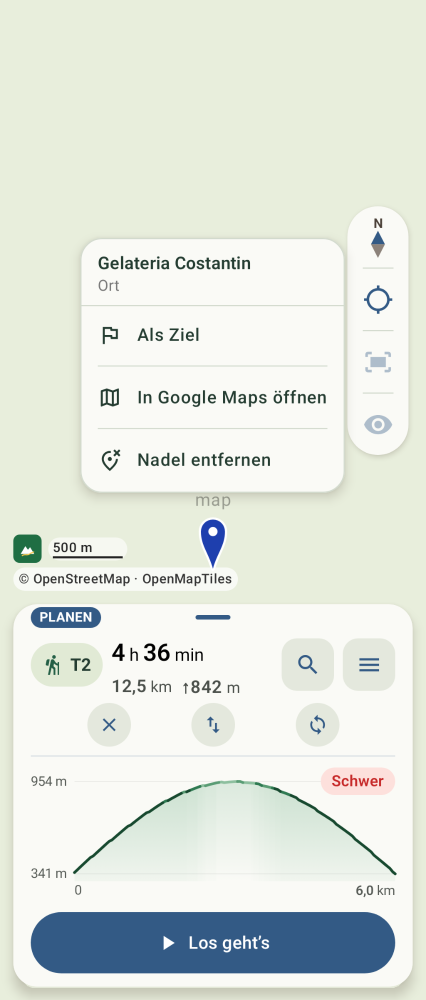 N
Gelateria Costantin
Ort
Als Ziel
In Google Maps öffnen
Nadel entfernen
map
500 m
© OpenStreetMap · OpenMapTiles
PLANEN
T2
4 h 36 min
12,5 km ↑842 m
954 m
Schwer
341 m
0
6,0 km
Los geht's